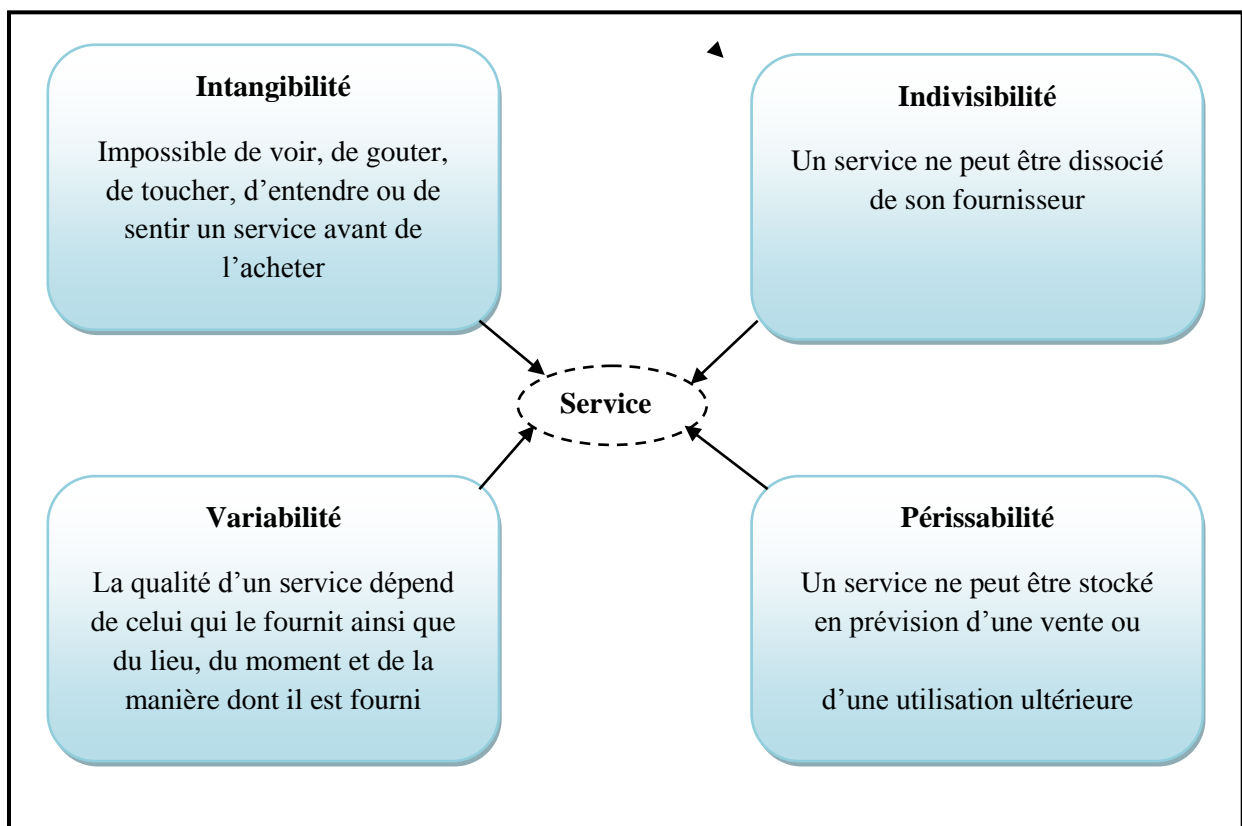 Intangibilité
Impossible de voir, de gouter,
de toucher, d’entendre ou de
sentir un service avant de
l’acheter
Indivisibilité
Un service ne peut être dissocié
de son fournisseur
Service
Variabilité
La qualité d’un service dépend
de celui qui le fournit ainsi que
du lieu, du moment et de la
manière dont il est fourni
Périssabilité
Un service ne peut être stocké
en prévision d’une vente ou
d’une utilisation ultérieure